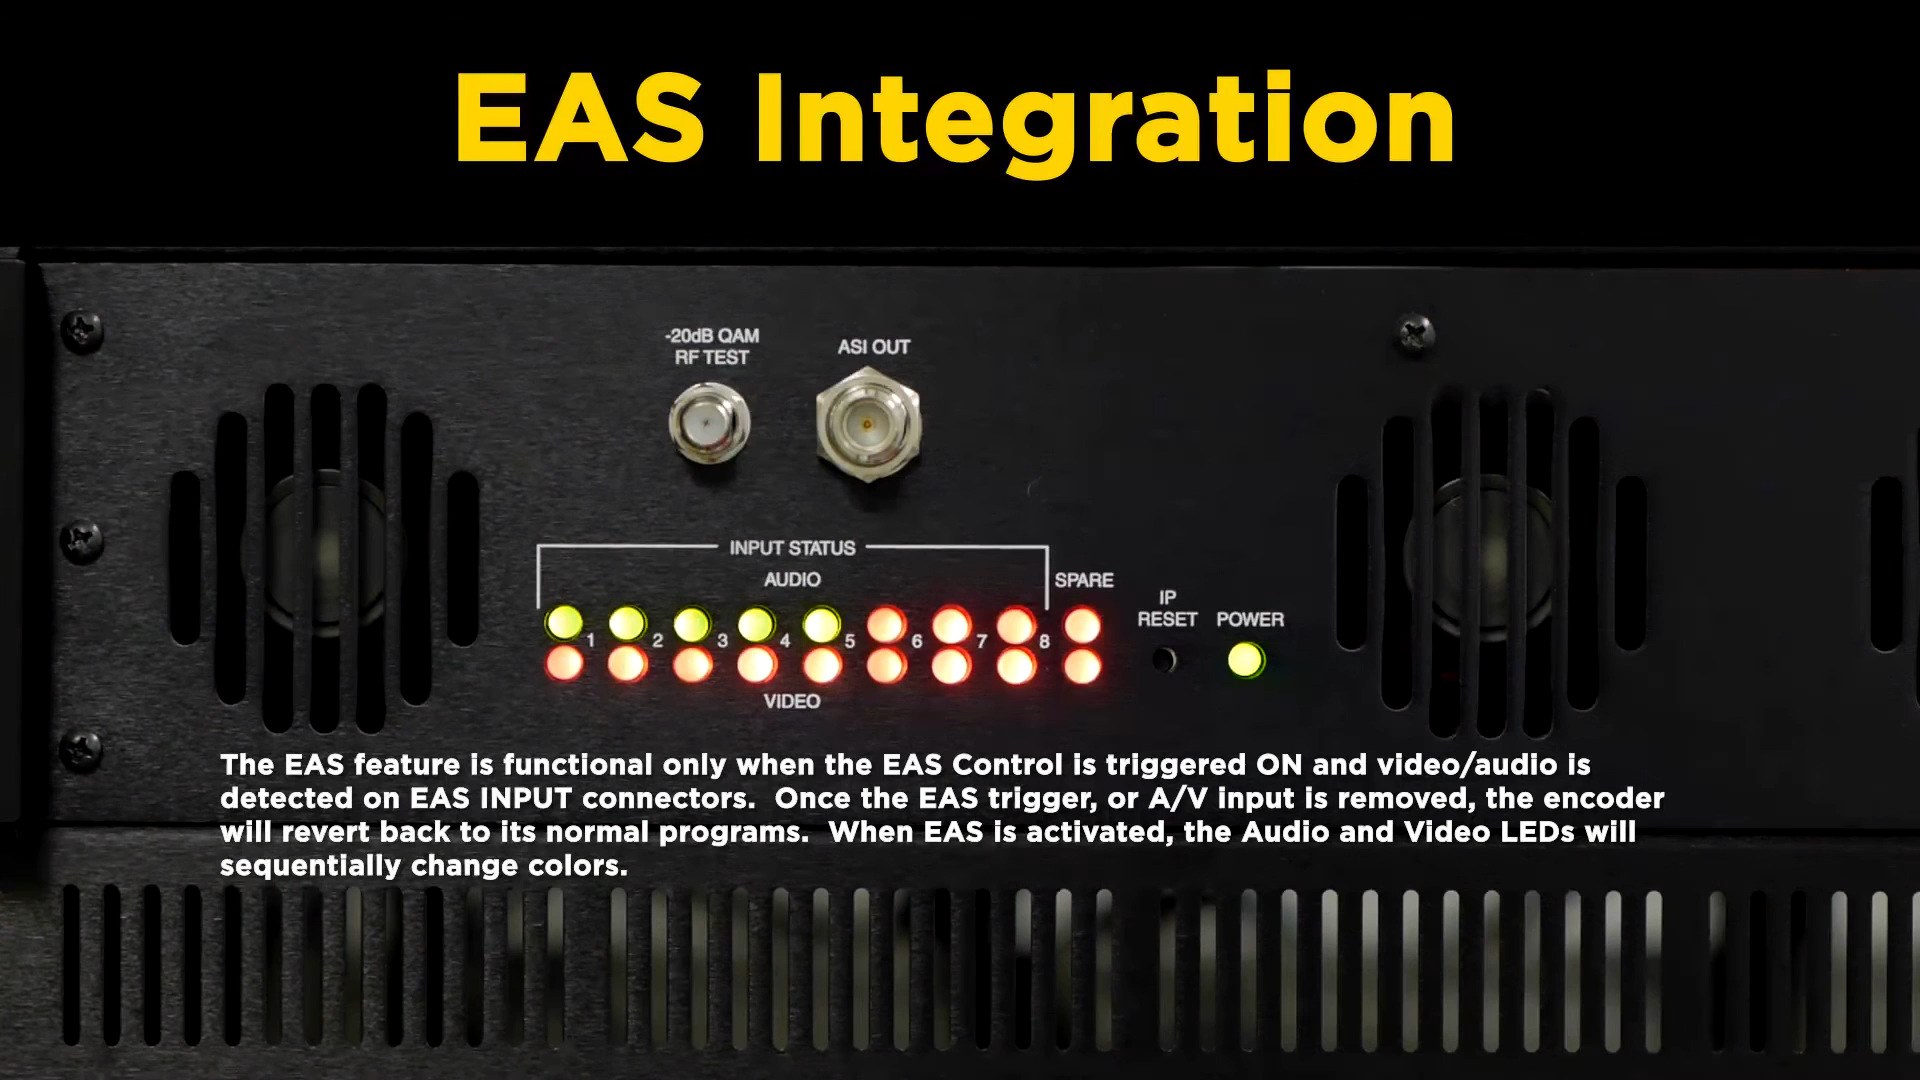 EAS Integration
-20dB QAM
RF TEST
ASI OUT
INPUT STATUS
AUDIO
SPARE
IP
RESET
POWER
1 2 3 4 5 6 7 8
VIDEO
The EAS feature is functional only when the EAS Control is triggered ON and video/audio is
detected on EAS INPUT connectors.  Once the EAS trigger, or A/V input is removed, the encoder
will revert back to its normal programs.  When EAS is activated, the Audio and Video LEDs will
sequentially change colors.